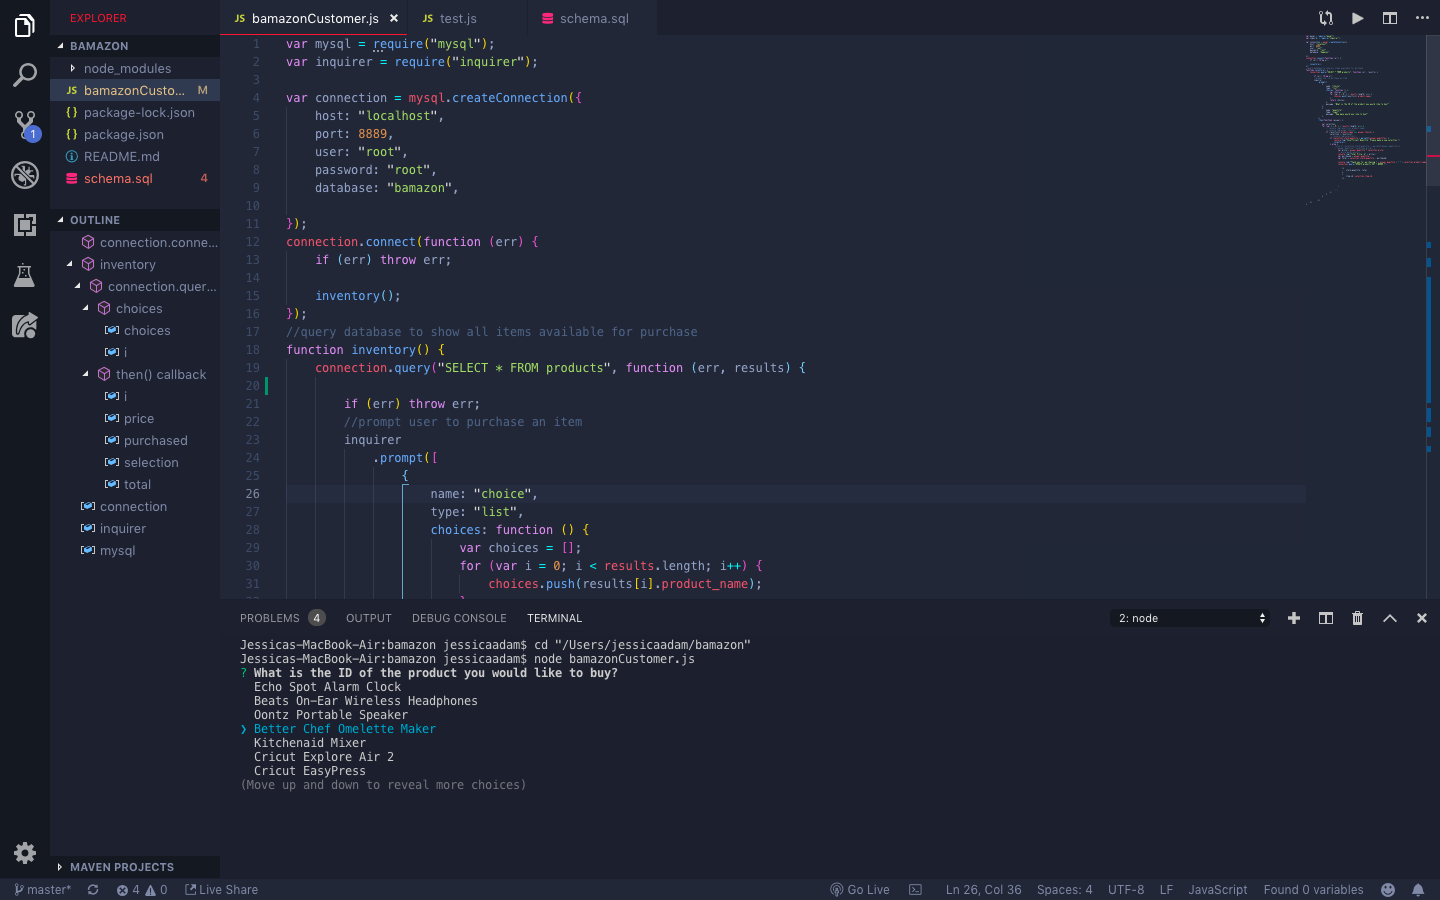 EXPLORER
BAMAZON
node_modules
JS bamazonCusto... M
{} package-lock.json
{} package.json
README.md
schema.sql 4
OUTLINE
connection.conne...
inventory
connection.quer...
choices
choices
i
then() callback
i
price
purchased
selection
total
connection
inquirer
mysql
MAVEN PROJECTS
1
JS bamazonCustomer.js ×
JS test.js
schema.sql
1 var mysql = require("mysql");
2 var inquirer = require("inquirer");
3
4 var connection = mysql.createConnection({
5 host: "localhost",
6 port: 8889,
7 user: "root",
8 password: "root",
9 database: "bamazon",
10
11 });
12 connection.connect(function (err) {
13 if (err) throw err;
14
15 inventory();
16 });
17 //query database to show all items available for purchase
18 function inventory() {
19 connection.query("SELECT * FROM products", function (err, results) {
20
21 if (err) throw err;
22 //prompt user to purchase an item
23 inquirer
24 .prompt([
25 {
26 name: "choice",
27 type: "list",
28 choices: function () {
29 var choices = [];
30 for (var i = 0; i < results.length; i++) {
31 choices.push(results[i].product_name);
PROBLEMS 4 OUTPUT DEBUG CONSOLE TERMINAL 2: node
Jessicas-MacBook-Air:bamazon jessicaadam$ cd "/Users/jessicaadam/bamazon"
Jessicas-MacBook-Air:bamazon jessicaadam$ node bamazonCustomer.js
? What is the ID of the product you would like to buy?
Echo Spot Alarm Clock
Beats On-Ear Wireless Headphones
Oontz Portable Speaker
❯ Better Chef Omelette Maker
Kitchenaid Mixer
Cricut Explore Air 2
Cricut EasyPress
(Move up and down to reveal more choices)
master* 4 0 Live Share Go Live Ln 26, Col 36 Spaces: 4 UTF-8 LF JavaScript Found 0 variables